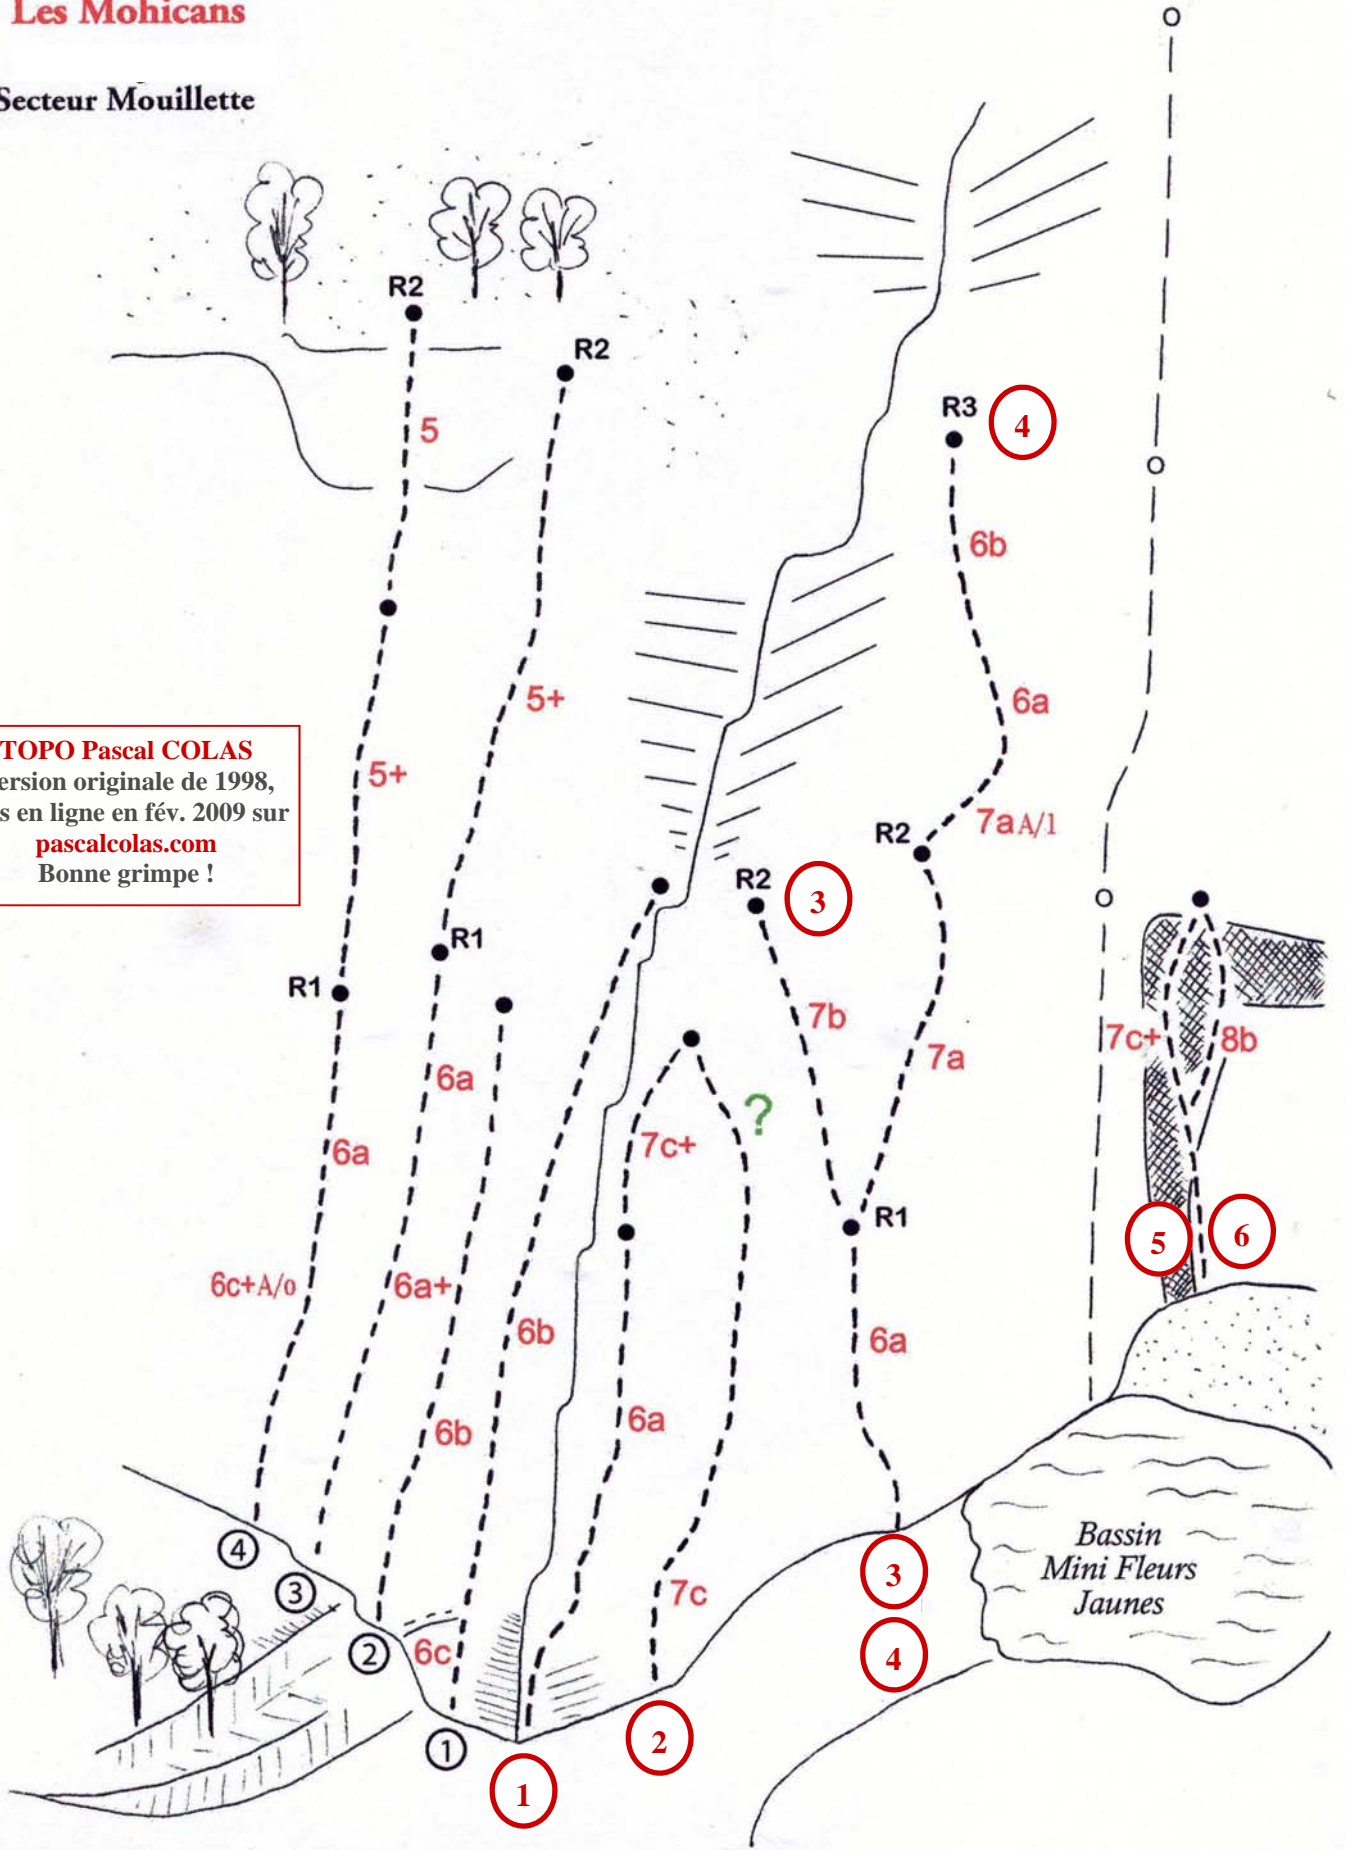 Les Mohicans
Secteur Mouillette
R2
R2
R3
4
5
6b
5+
6a
TOPO Pascal COLAS
ersion originale de 1998,
s en ligne en fév. 2009 sur
pascalcolas.com
Bonne grimpe !
5+
7a A/1
R2
R2
3
R1
R1
7b
7a
7c+
8b
6a
?
7c+
6a
R1
5
6
6c+A/o
6a+
6b
6a
6a
6b
4
3
2
6c
1
7c
3
4
2
1
Bassin
Mini Fleurs
Jaunes